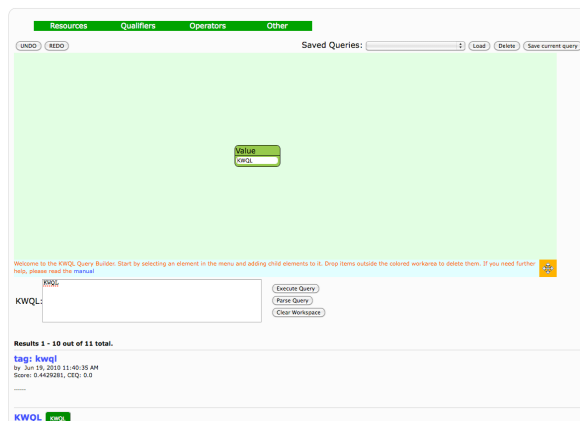 Resources Qualifiers Operators Other
UNDO REDO Saved Queries: Load Delete Save current query
Value
KWQL
Welcome to the KWQL Query Builder. Start by selecting an element in the menu and adding child elements to it. Drop items outside the colored workarea to delete them. If you need further
help, please read the manual
KWQL:
KWQL
Execute Query
Parse Query
Clear Workspace
Results 1 - 10 out of 11 total.
tag: kwql
by Jun 19, 2010 11:40:35 AM
Score: 0.4429281, CEQ: 0.0
.....
KWQL KWQL